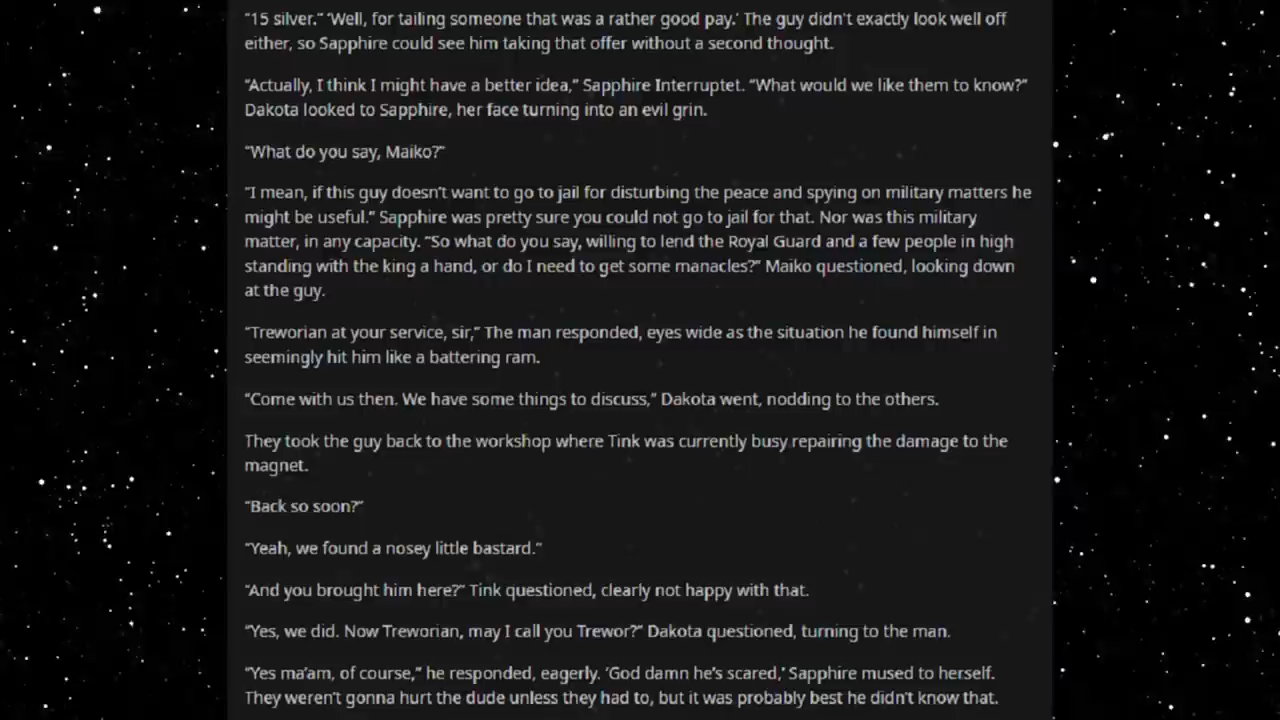 “15 silver.” ‘Well, for tailing someone that was a rather good pay.’ The guy didn’t exactly look well off
either, so Sapphire could see him taking that offer without a second thought.
“Actually, I think I might have a better idea,” Sapphire Interruptet. “What would we like them to know?”
Dakota looked to Sapphire, her face turning into an evil grin.
“What do you say, Maiko?”
“I mean, if this guy doesn’t want to go to jail for disturbing the peace and spying on military matters he
might be useful.” Sapphire was pretty sure you could not go to jail for that. Nor was this military
matter, in any capacity. “So what do you say, willing to lend the Royal Guard and a few people in high
standing with the king a hand, or do I need to get some manacles?” Maiko questioned, looking down
at the guy.
“Treworian at your service, sir,” The man responded, eyes wide as the situation he found himself in
seemingly hit him like a battering ram.
“Come with us then. We have some things to discuss,” Dakota went, nodding to the others.
They took the guy back to the workshop where Tink was currently busy repairing the damage to the
magnet.
“Back so soon?”
“Yeah, we found a nosey little bastard.”
“And you brought him here?” Tink questioned, clearly not happy with that.
“Yes, we did. Now Treworian, may I call you Trewor?” Dakota questioned, turning to the man.
“Yes ma’am, of course,” he responded, eagerly. ‘God damn he’s scared,’ Sapphire mused to herself.
They weren’t gonna hurt the dude unless they had to, but it was probably best he didn’t know that.